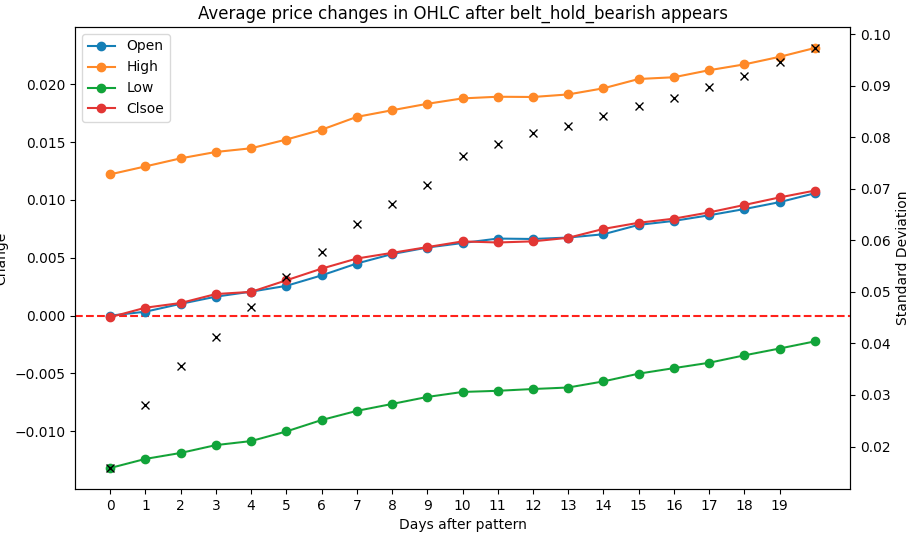 Average price changes in OHLC after belt_hold_bearish appears
Open
High
Low
Clsoe
0.020
0.015
0.010
0.005
0.000
−0.005
−0.010
Change
0.10
0.09
0.08
0.07
0.06
0.05
0.04
0.03
0.02
Standard Deviation
0 1 2 3 4 5 6 7 8 9 10 11 12 13 14 15 16 17 18 19
Days after pattern